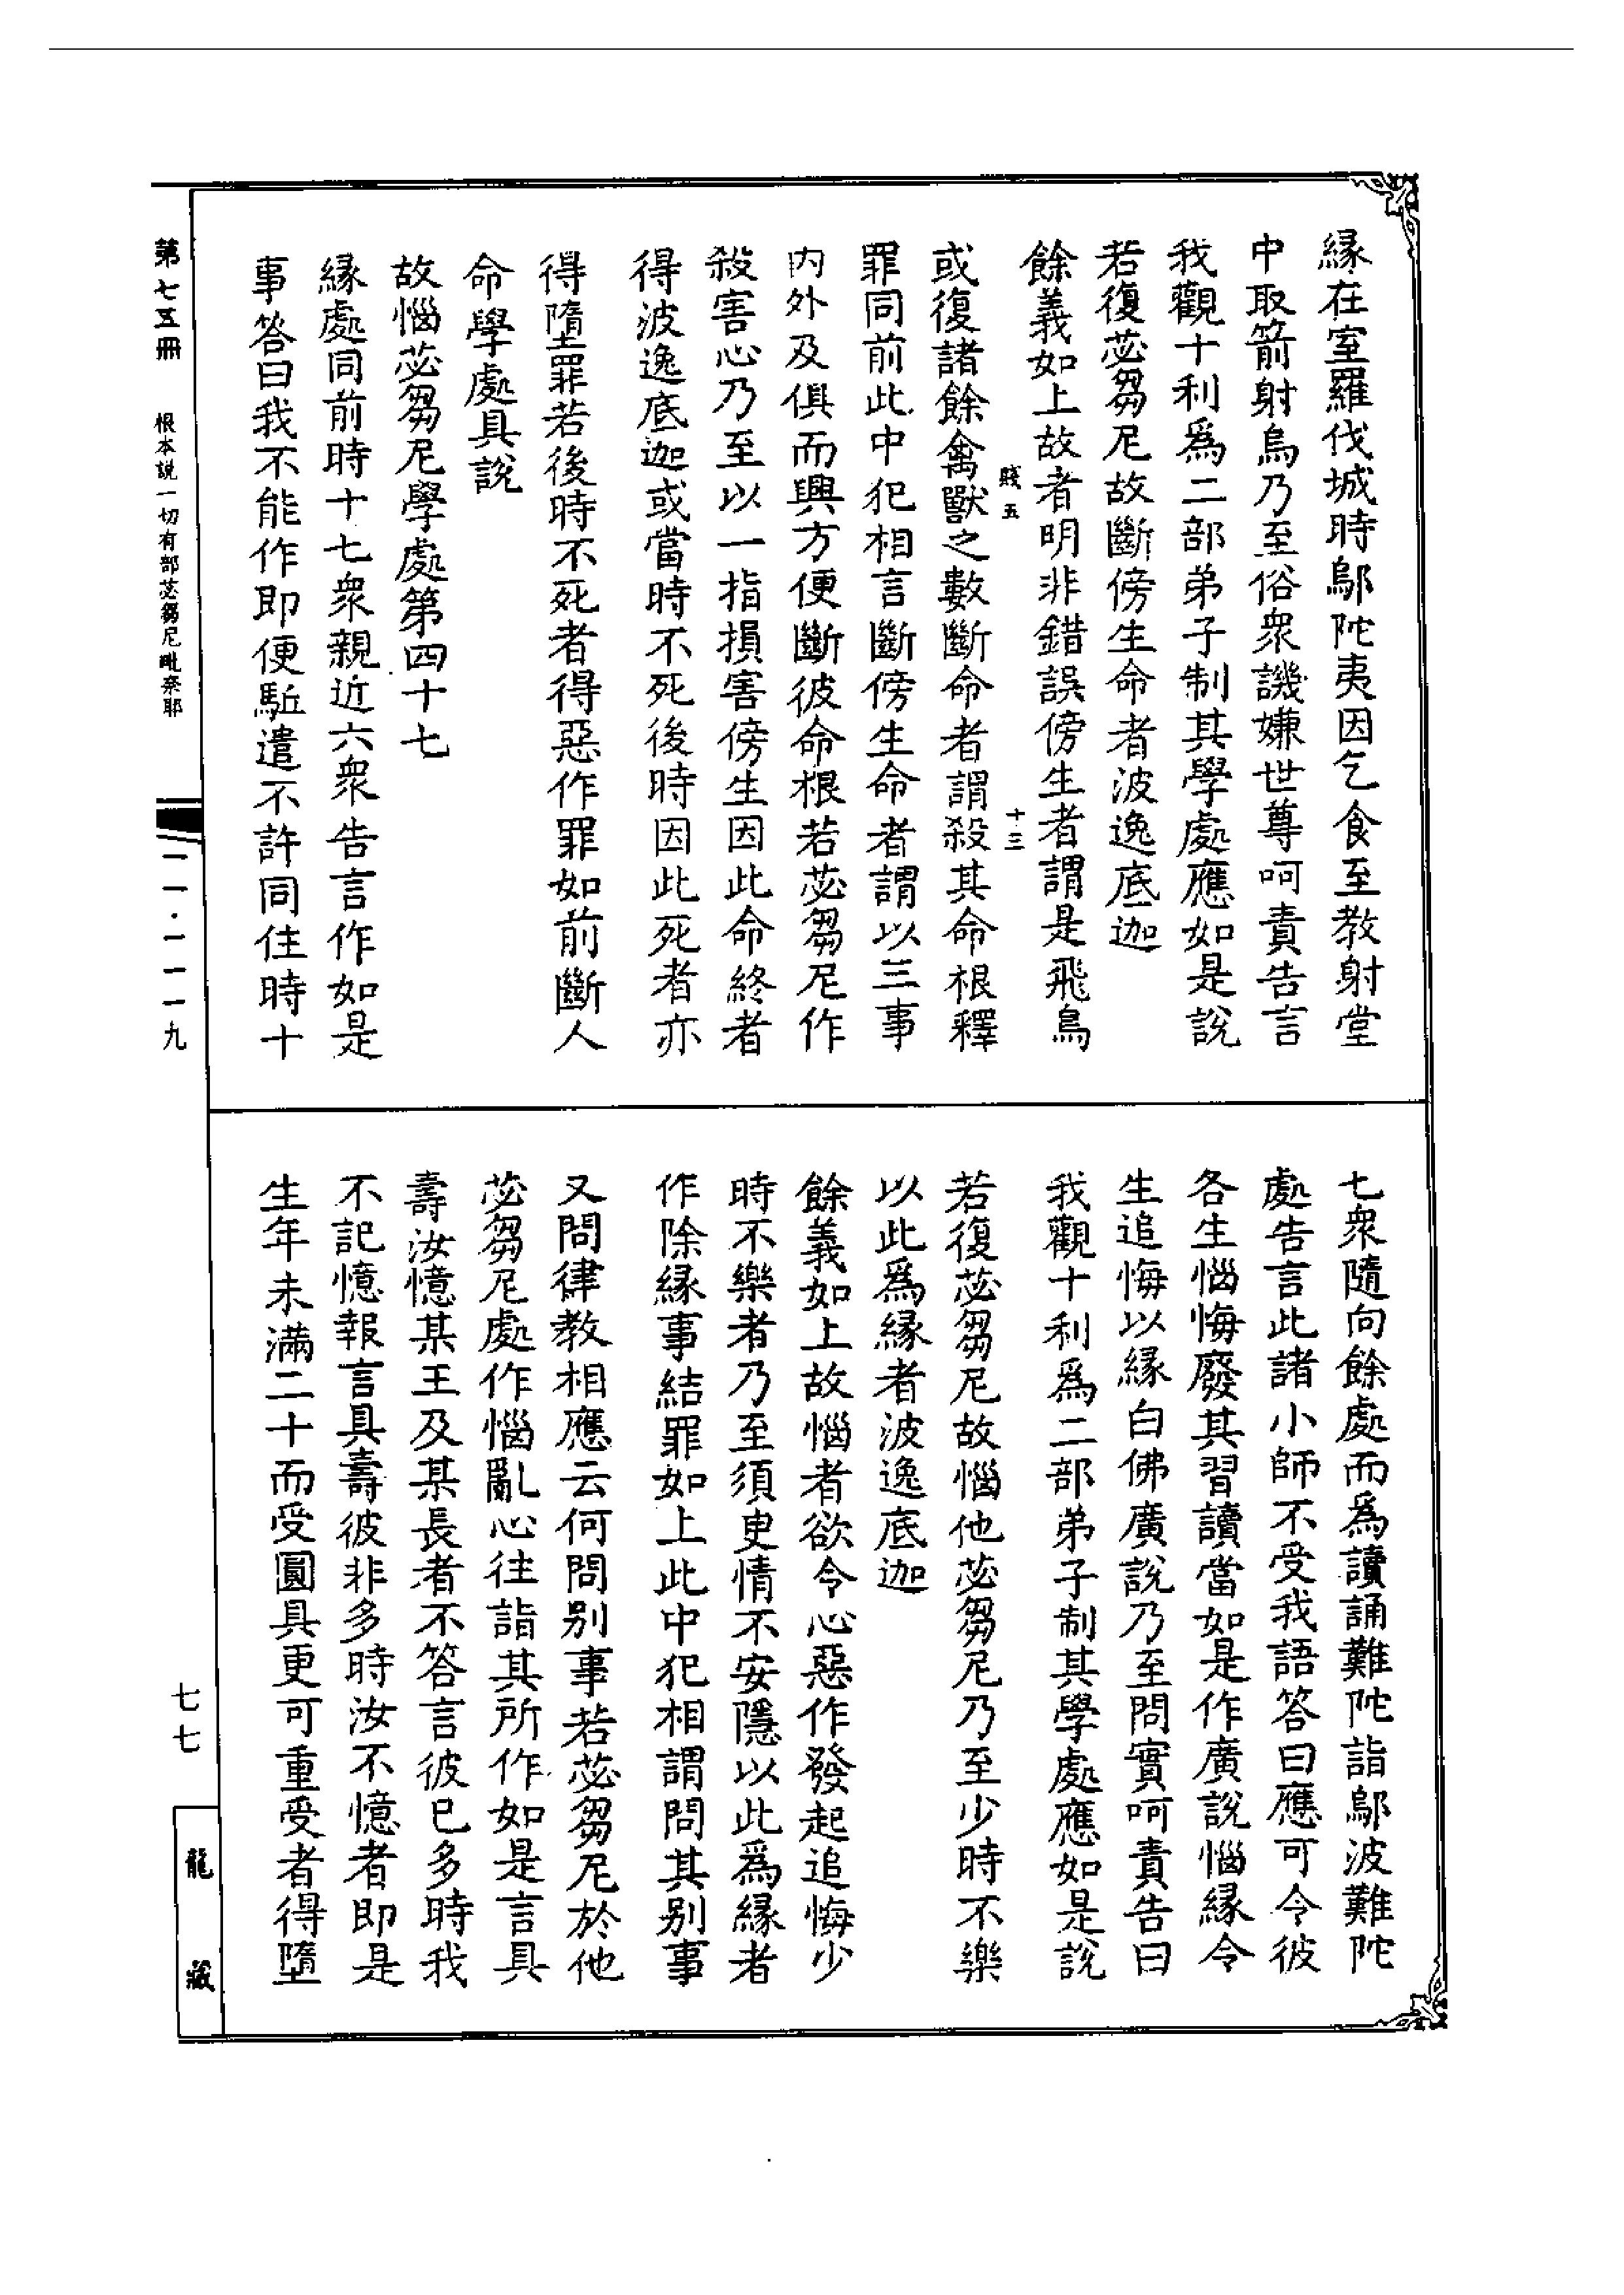 緣在室羅伐城時鄔陀夷因乞食至教射堂
中取箭射烏乃至俗衆譏嫌世尊呵責告言
我觀十利爲二部弟子制其學處應如是說
若復苾芻尼故斷傍生命者波逸底迦
餘義如上故者明非錯誤傍生者謂是飛鳥
賤五 十三
或復諸餘禽獸之數斷命者謂殺其命根釋
罪同前此中犯相言斷傍生命者謂以三事
内外及俱而興方便斷彼命根若苾芻尼作
殺害心乃至以一指損害傍生因此命終者
得波逸底迦或當時不死後時因此死者亦
得墮罪若後時不死者得惡作罪如前斷人
命學處具說
故惱苾芻尼學處第四十七
緣處同前時十七衆親近六衆告言作如是
事答曰我不能作即便駈遣不許同住時十
七衆隨向餘處而爲讀誦難陀詣鄔波難陀
處告言此諸小師不受我語答曰應可令彼
各生惱悔廢其習讀當如是作廣說惱緣令
生追悔以緣白佛廣說乃至問實呵責告曰
我觀十利爲二部弟子制其學處應如是說
若復苾芻尼故惱他苾芻尼乃至少時不樂
以此爲緣者波逸底迦
餘義如上故惱者欲令心惡作發起追悔少
時不樂者乃至須臾情不安隱以此爲緣者
作除緣事結罪如上此中犯相謂問其別事
又問律教相應云何問別事若苾芻尼於他
苾芻尼處作惱亂心往詣其所作如是言具
壽汝憶某王及某長者不答言彼已多時我
不記憶報言具壽彼非多時汝不憶者即是
生年未滿二十而受圓具更可重受者得墮
第七五冊 根本說一切有部苾芻尼毗奈耶
一一·一一一九
七七
龍藏